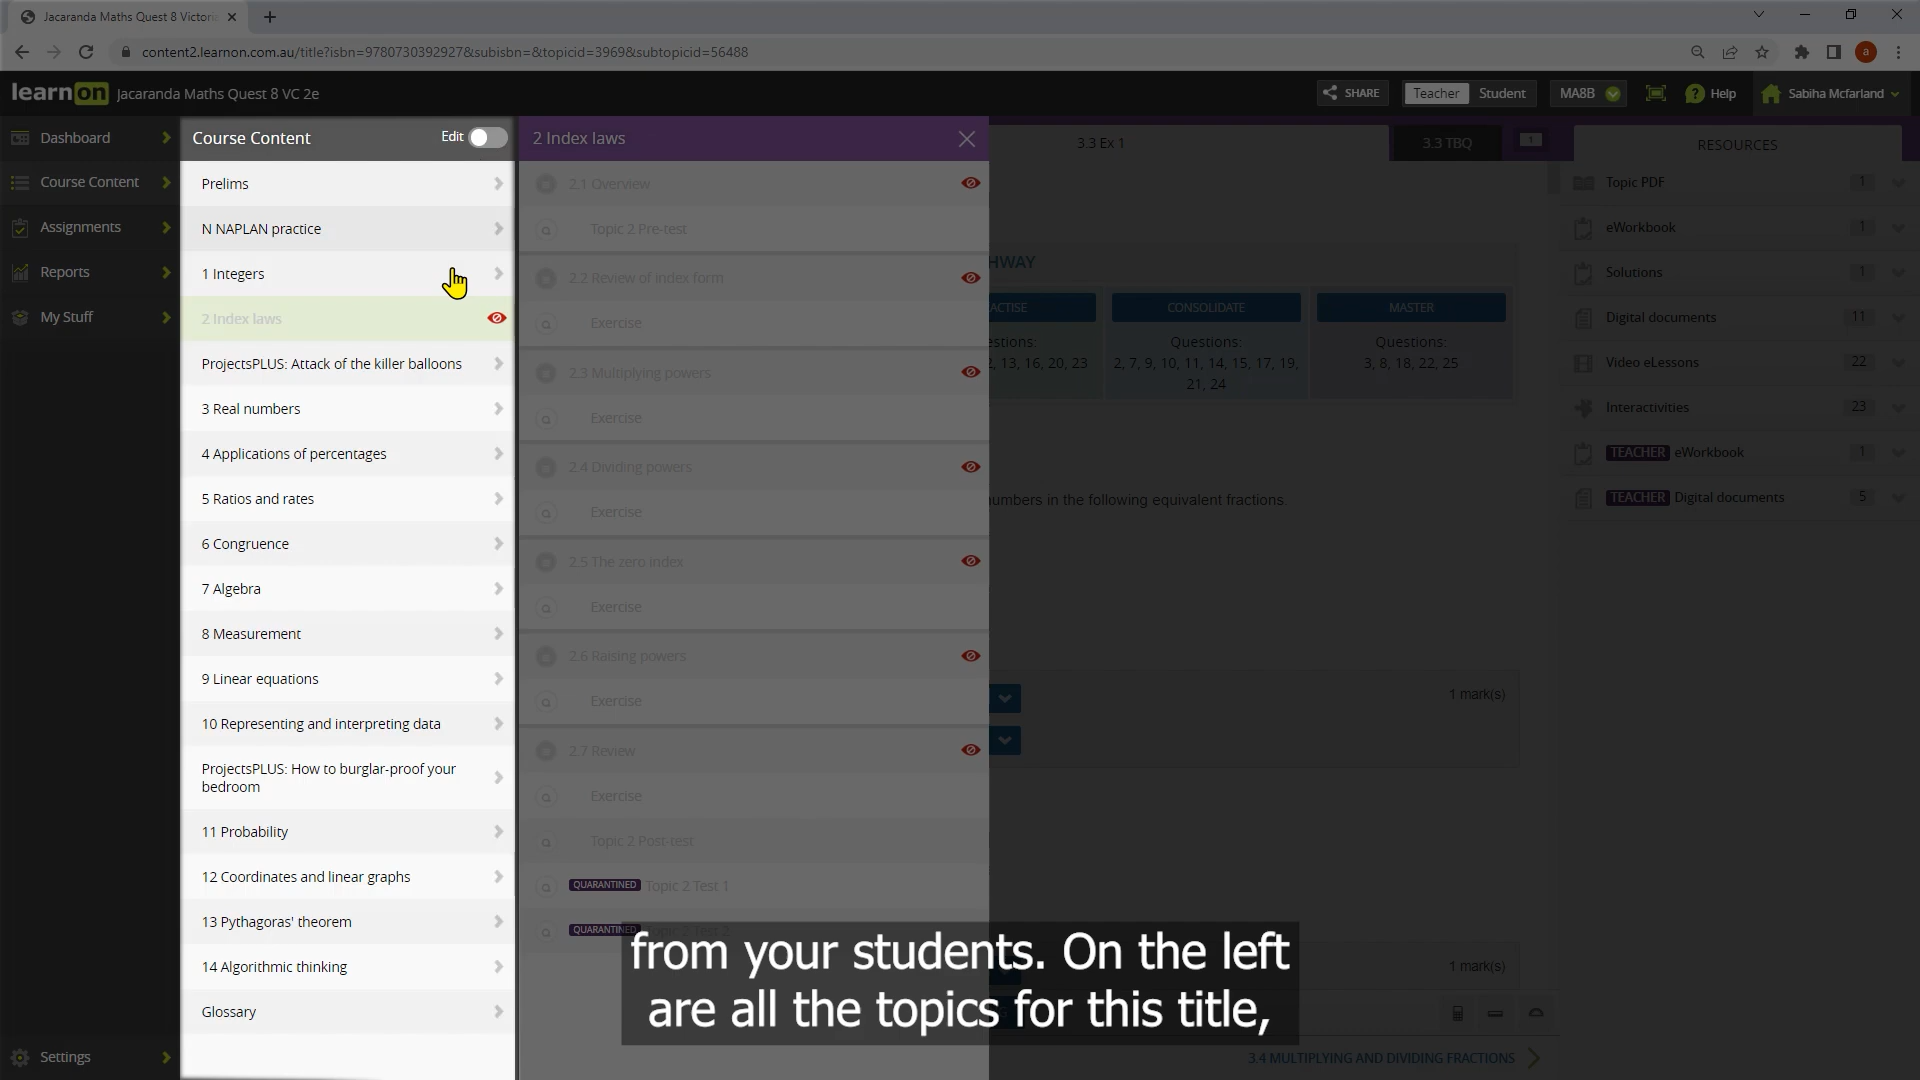 Jacaranda Maths Quest 8 Victoria
content2.learnon.com.au/title?isbn=9780730392927&subisbn=&topicid=3969&subtopicid=56488
a
learnon Jacaranda Maths Quest 8 VC 2e
SHARE
Teacher Student
MA8B
Help
Sabiha Mcfarland
Dashboard
Course Content
Assignments
Reports
My Stuff
Settings
Course Content
Edit
Prelims
N NAPLAN practice
1 Integers
2 Index laws
ProjectsPLUS: Attack of the killer balloons
3 Real numbers
4 Applications of percentages
5 Ratios and rates
6 Congruence
7 Algebra
8 Measurement
9 Linear equations
10 Representing and interpreting data
ProjectsPLUS: How to burglar-proof your
bedroom
11 Probability
12 Coordinates and linear graphs
13 Pythagoras' theorem
14 Algorithmic thinking
Glossary
2 Index laws
2.1 Overview
Topic 2 Pre-test
2.2 Review of index form
Exercise
2.3 Multiplying powers
Exercise
2.4 Dividing powers
Exercise
2.5 The zero index
Exercise
2.6 Raising powers
Exercise
2.7 Review
Exercise
Topic 2 Post-test
QUARANTINED Topic 2 Test 1
QUARANTINED
3.3 Ex 1
3.3 TBQ
1
HWAY
ACTISE
CONSOLIDATE
MASTER
estions:
2, 13, 16, 20, 23
Questions:
2, 7, 9, 10, 11, 14, 15, 17, 19,
21, 24
Questions:
3, 8, 18, 22, 25
numbers in the following equivalent fractions.
1 mark(s)
1 mark(s)
3.4 MULTIPLYING AND DIVIDING FRACTIONS
RESOURCES
Topic PDF 1
eWorkbook 1
Solutions 1
Digital documents 11
Video eLessons 22
Interactivities 23
TEACHER eWorkbook 1
TEACHER Digital documents 5
from your students. On the left
are all the topics for this title,